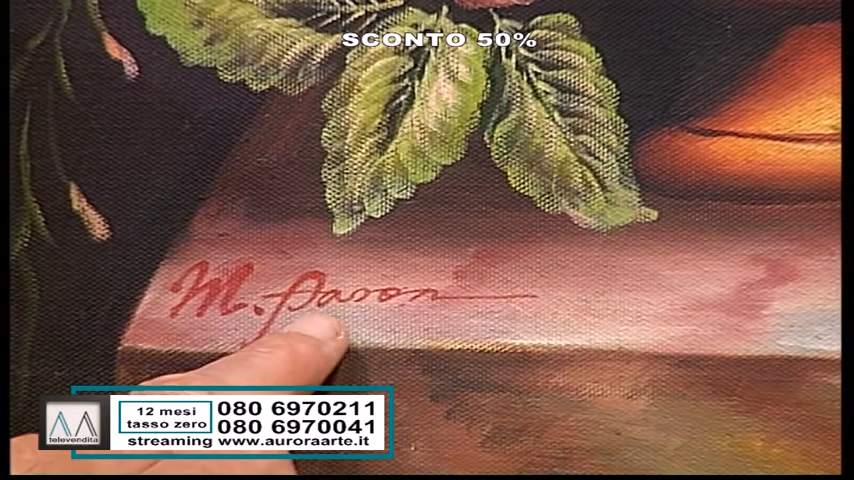 SCONTO 50%
M. Pason
12 mesi
tasso zero
080 6970211
080 6970041
streaming www.auroraarte.it
televendita